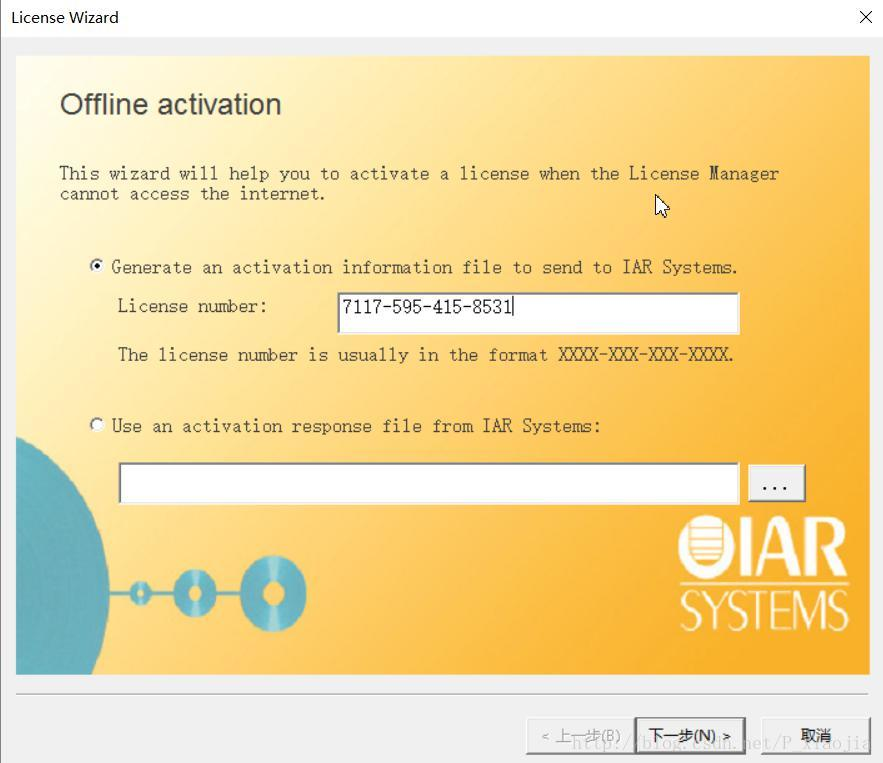 License Wizard
Offline activation
This wizard will help you to activate a license when the License Manager
cannot access the internet.
Generate an activation information file to send to IAR Systems.
License number:
7117-595-415-8531
The license number is usually in the format XXXX-XXX-XXX-XXXX.
Use an activation response file from IAR Systems:
...
IAR
SYSTEMS
< 上一步(B)
下一步(N) >
取消
http://blog.csdn.net/P_Xiaojia